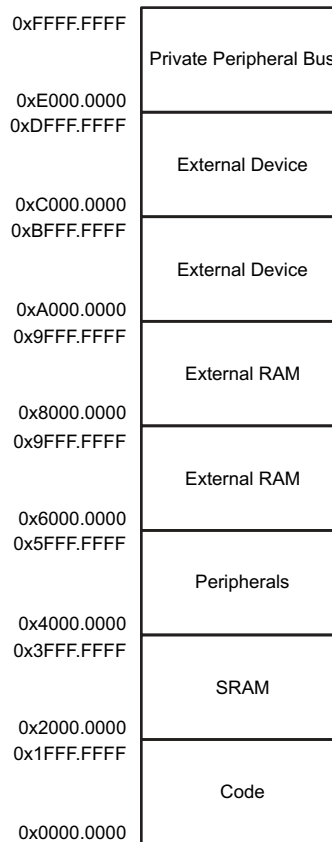 0xFFFF.FFFF
Private Peripheral Bus
0xE000.0000
0xDFFF.FFFF
External Device
0xC000.0000
0xBFFF.FFFF
External Device
0xA000.0000
0x9FFF.FFFF
External RAM
0x8000.0000
0x9FFF.FFFF
External RAM
0x6000.0000
0x5FFF.FFFF
Peripherals
0x4000.0000
0x3FFF.FFFF
SRAM
0x2000.0000
0x1FFF.FFFF
Code
0x0000.0000